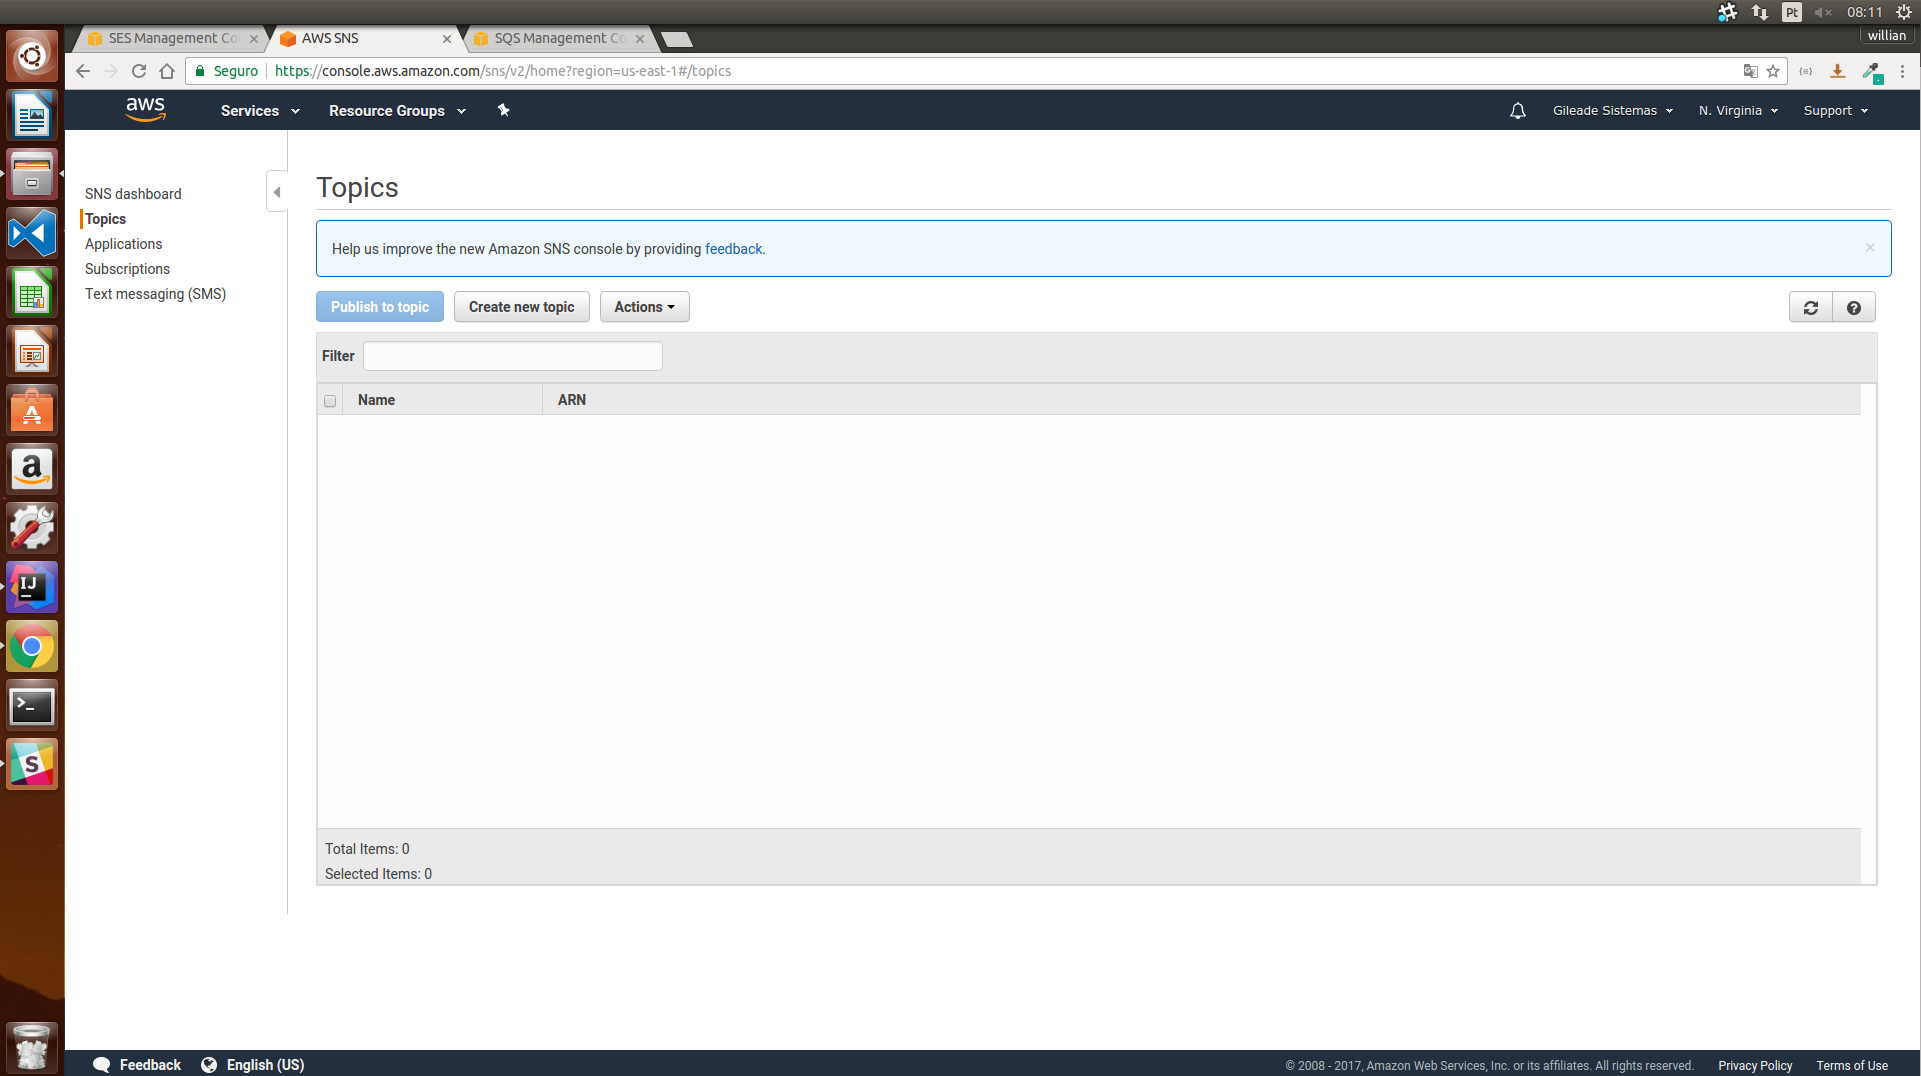 Pt
08:11
willian
SES Management Co
AWS SNS
SQS Management Co
Seguro
https://console.aws.amazon.com/sns/v2/home?region=us-east-1#/topics
aws
Services
Resource Groups
Gileade Sistemas
N. Virginia
Support
SNS dashboard
Topics
Applications
Subscriptions
Text messaging (SMS)
Topics
Help us improve the new Amazon SNS console by providing feedback.
Publish to topic
Create new topic
Actions
Filter
Name
ARN
Total Items: 0
Selected Items: 0
Feedback
English (US)
© 2008 - 2017, Amazon Web Services, Inc. or its affiliates. All rights reserved.
Privacy Policy
Terms of Use